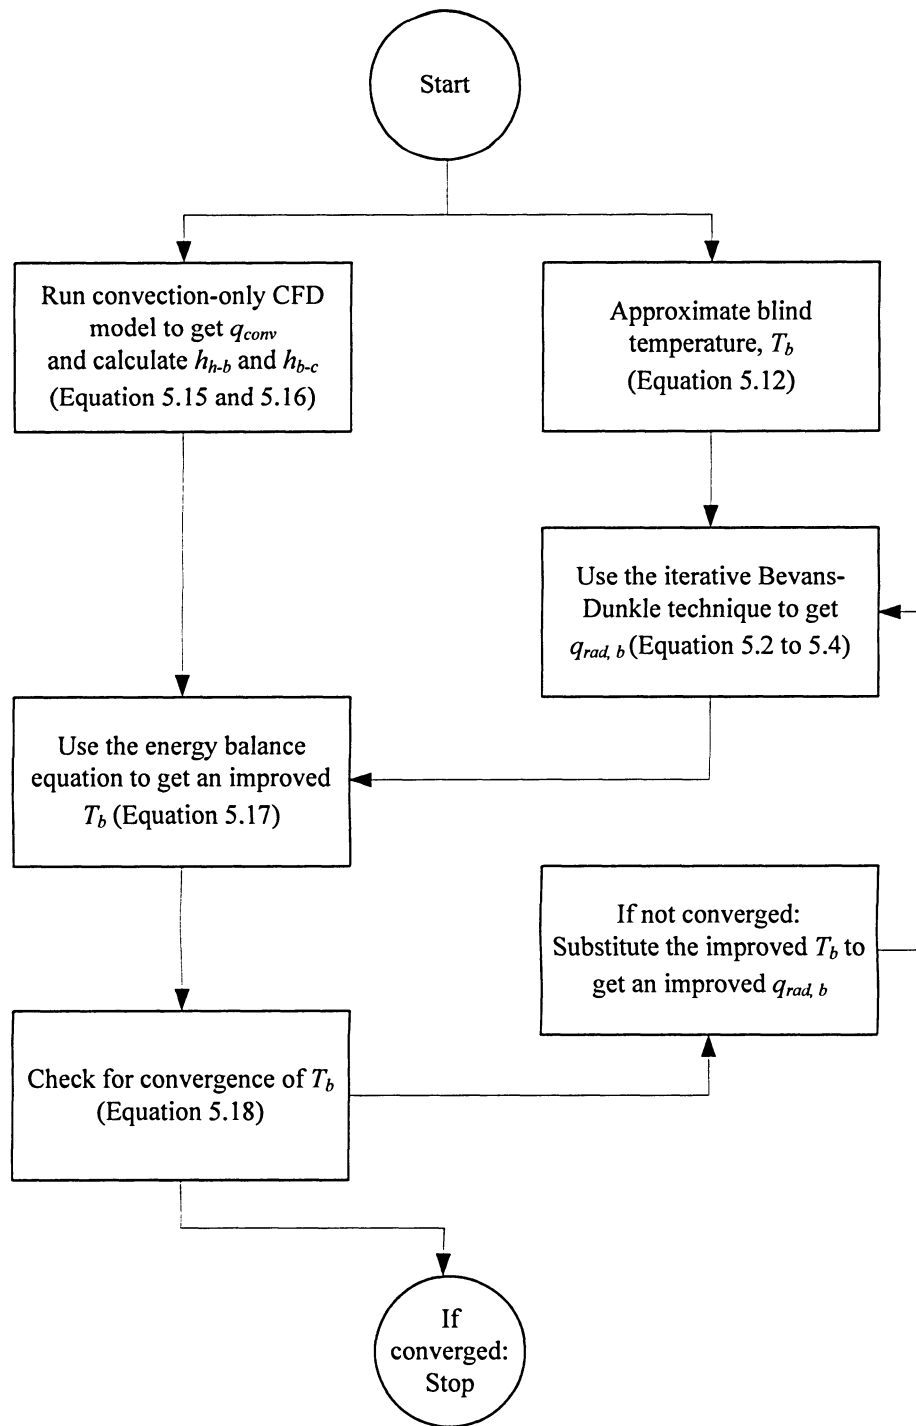 Start
Run convection-only CFD
model to get q_conv
and calculate h_h-b and h_b-c
(Equation 5.15 and 5.16)
Approximate blind
temperature, T_b
(Equation 5.12)
Use the iterative Bevans-
Dunkle technique to get
q_rad, b (Equation 5.2 to 5.4)
Use the energy balance
equation to get an improved
T_b (Equation 5.17)
If not converged:
Substitute the improved T_b to
get an improved q_rad, b
Check for convergence of T_b
(Equation 5.18)
If
converged:
Stop